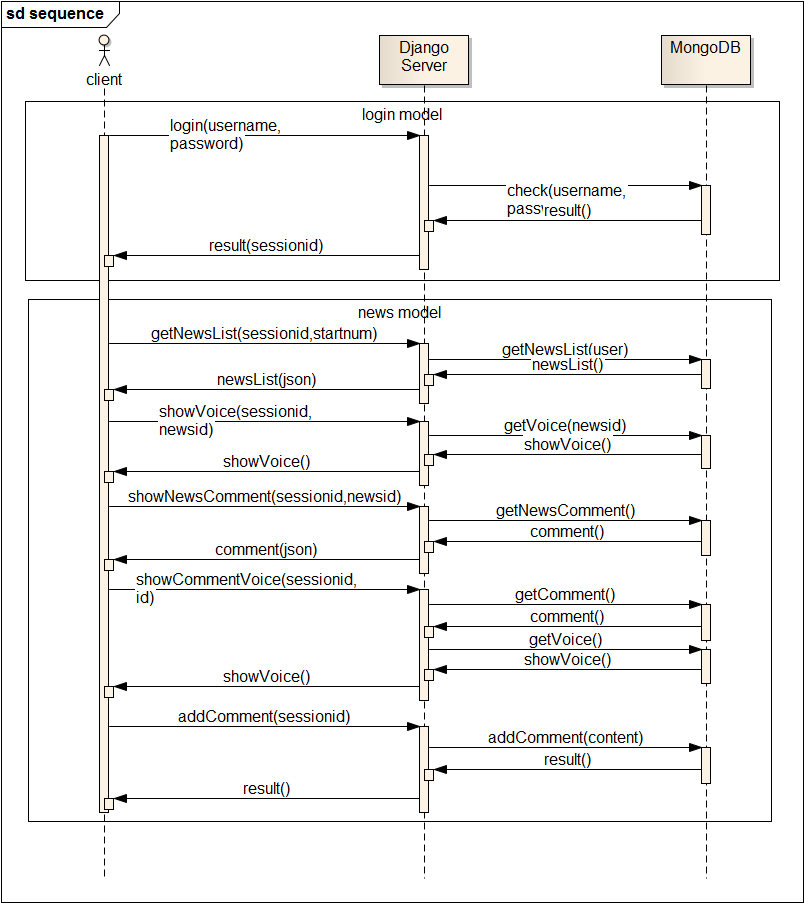 sd sequence
client
Django
Server
MongoDB
login model
login(username,
password)
check(username,
result()
result(sessionid)
news model
getNewsList(sessionid,startnum)
getNewsList(user)
newsList()
newsList(json)
showVoice(sessionid,
newsid)
getVoice(newsid)
showVoice()
showVoice()
showNewsComment(sessionid,newsid)
getNewsComment()
comment()
comment(json)
showCommentVoice(sessionid,
id)
getComment()
comment()
getVoice()
showVoice()
showVoice()
addComment(sessionid)
addComment(content)
result()
result()